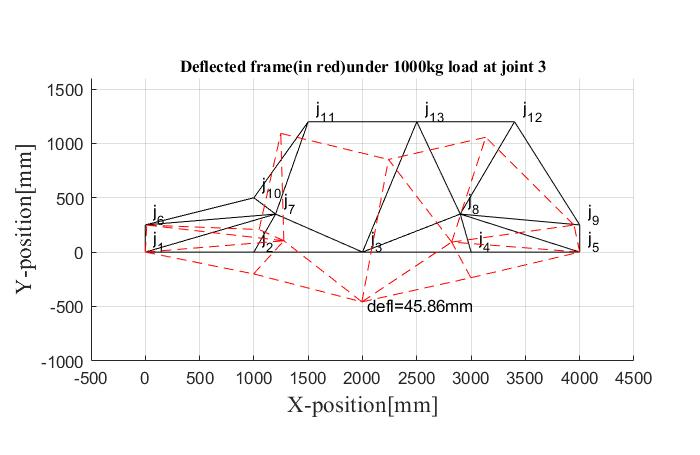 Deflected frame(in red)under 1000kg load at joint 3
1500
1000
500
0
-500
-1000
Y-position[mm]
j11
j13
j12
j10
j7
j8
j6
j9
j1
j2
j3
j4
j5
defl=45.86mm
-500 0 500 1000 1500 2000 2500 3000 3500 4000 4500
X-position[mm]